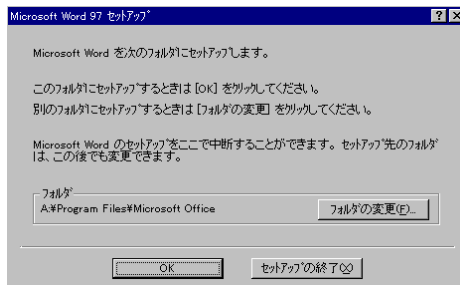 Microsoft Word 97 ｾｯﾄｱｯﾌﾟ
Microsoft Word を次のﾌｫﾙﾀﾞにｾｯﾄｱｯﾌﾟします。
このﾌｫﾙﾀﾞにｾｯﾄｱｯﾌﾟするときは [OK] をｸﾘｯｸしてください。
別のﾌｫﾙﾀﾞにｾｯﾄｱｯﾌﾟするときは [ﾌｫﾙﾀﾞの変更] をｸﾘｯｸしてください。
Microsoft Word のｾｯﾄｱｯﾌﾟをここで中断することができます。ｾｯﾄｱｯﾌﾟ先のﾌｫﾙﾀﾞ
は、この後でも変更できます。
ﾌｫﾙﾀﾞ
A:¥Program Files¥Microsoft Office
ﾌｫﾙﾀﾞの変更(F)...
OK
ｾｯﾄｱｯﾌﾟの終了(X)